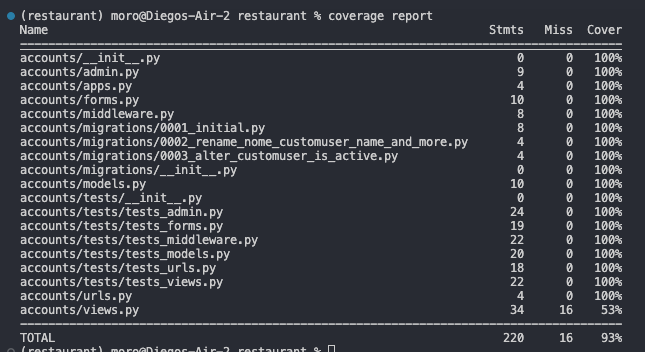 (restaurant) moro@Diegos-Air-2 restaurant % coverage report
Name Stmts Miss Cover
accounts/__init__.py 0 0 100%
accounts/admin.py 9 0 100%
accounts/apps.py 4 0 100%
accounts/forms.py 10 0 100%
accounts/middleware.py 8 0 100%
accounts/migrations/0001_initial.py 8 0 100%
accounts/migrations/0002_rename_nome_customuser_name_and_more.py 4 0 100%
accounts/migrations/0003_alter_customuser_is_active.py 4 0 100%
accounts/migrations/__init__.py 0 0 100%
accounts/models.py 10 0 100%
accounts/tests/__init__.py 0 0 100%
accounts/tests/tests_admin.py 24 0 100%
accounts/tests/tests_forms.py 19 0 100%
accounts/tests/tests_middleware.py 22 0 100%
accounts/tests/tests_models.py 20 0 100%
accounts/tests/tests_urls.py 18 0 100%
accounts/tests/tests_views.py 22 0 100%
accounts/urls.py 4 0 100%
accounts/views.py 34 16 53%
TOTAL 220 16 93%
(restaurant) moro@Diegos-Air-2 restaurant %